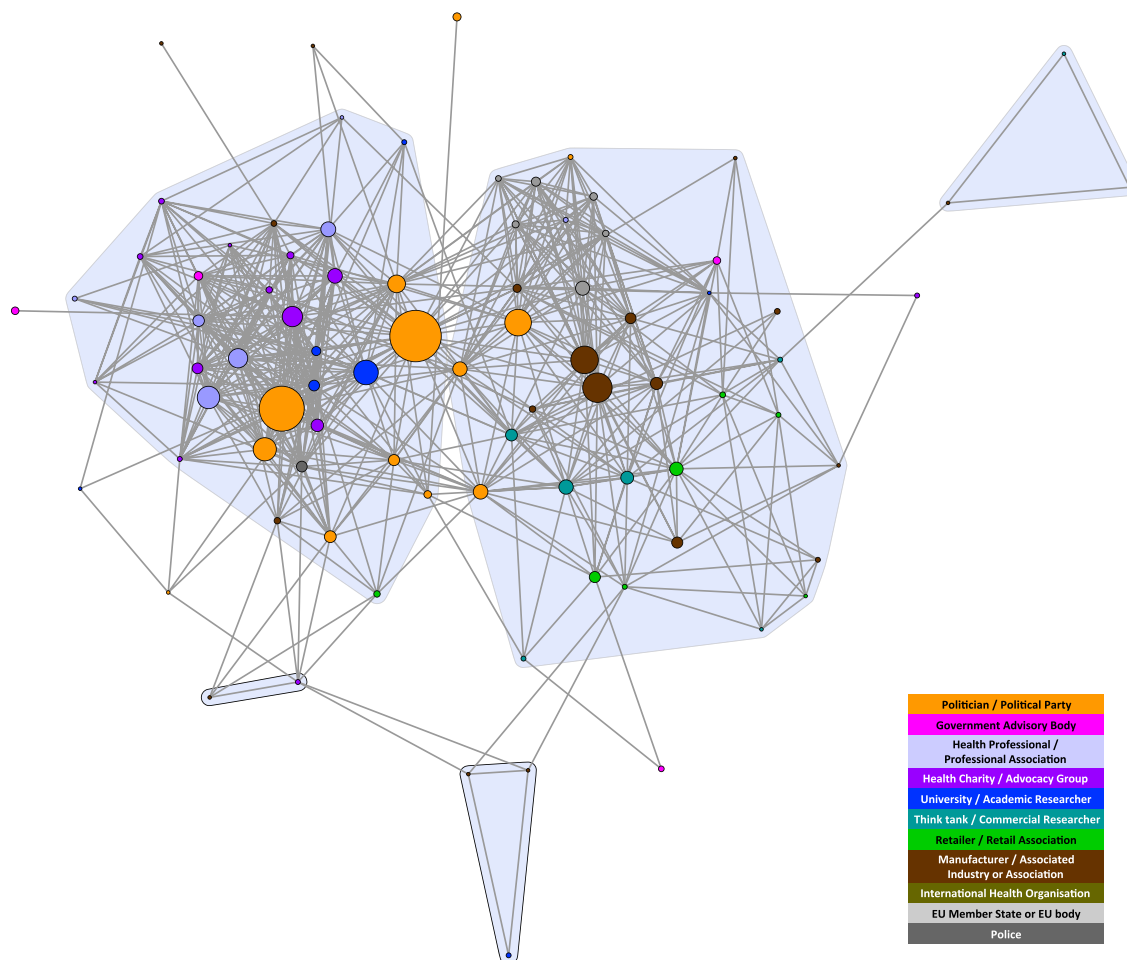 Politician / Political Party
Government Advisory Body
Health Professional /
Professional Association
Health Charity / Advocacy Group
University / Academic Researcher
Think tank / Commercial Researcher
Retailer / Retail Association
Manufacturer / Associated
Industry or Association
International Health Organisation
EU Member State or EU body
Police